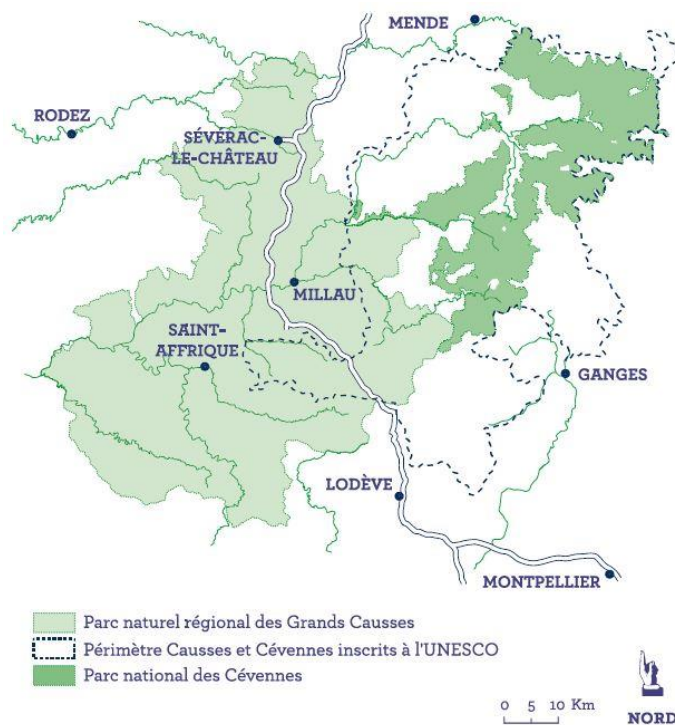 MENDE
RODEZ
SÉVÉRAC-
LE-CHÂTEAU
MILLAU
SAINT-
AFFRIQUE
GANGES
LODÈVE
MONTPELLIER
Parc naturel régional des Grands Causses
Périmètre Causses et Cévennes inscrits à l'UNESCO
Parc national des Cévennes
0 5 10 Km
NORD